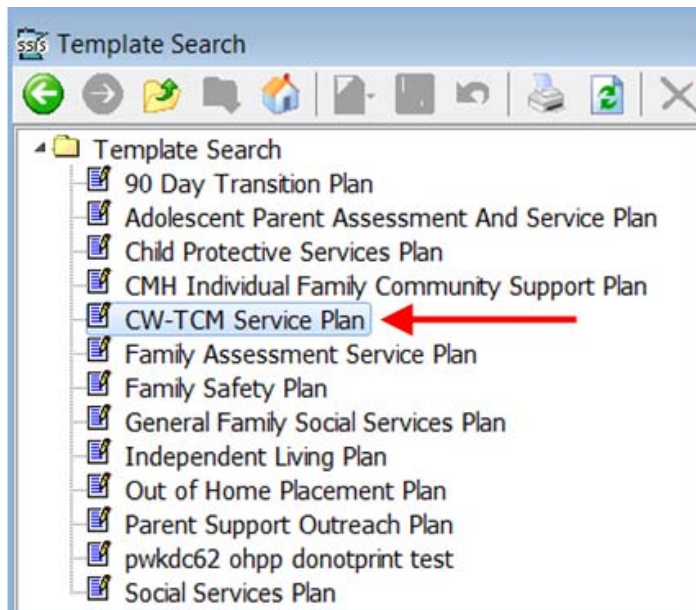 ssis Template Search
Template Search
90 Day Transition Plan
Adolescent Parent Assessment And Service Plan
Child Protective Services Plan
CMH Individual Family Community Support Plan
CW-TCM Service Plan
Family Assessment Service Plan
Family Safety Plan
General Family Social Services Plan
Independent Living Plan
Out of Home Placement Plan
Parent Support Outreach Plan
pwkdc62 ohpp donotprint test
Social Services Plan